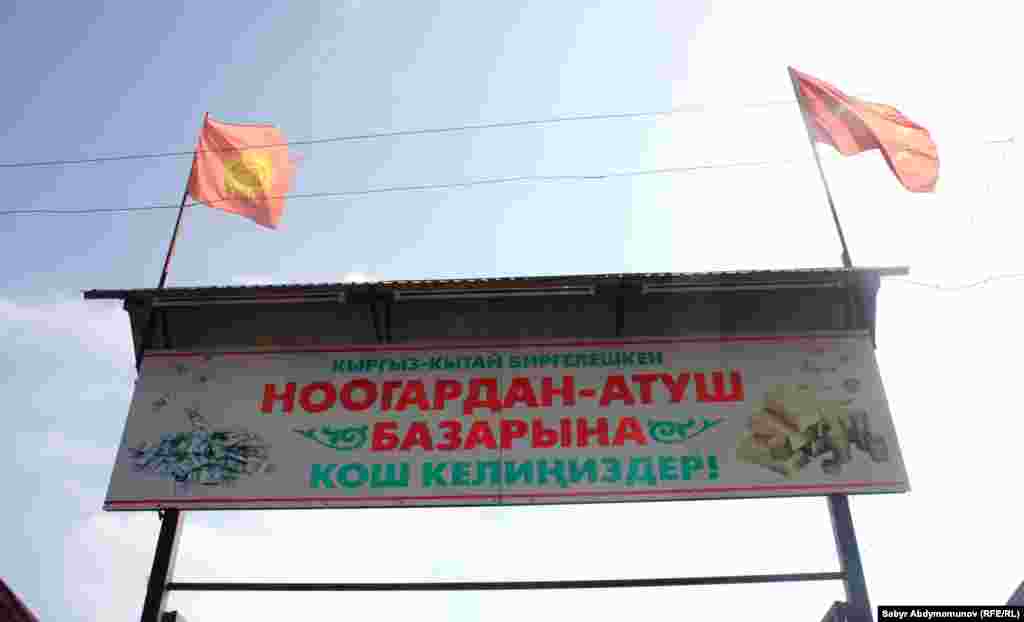 КЫРГЫЗ-КЫТАЙ БИРГЕЛЕШКЕН
НООГАРДАН-АТУШ
БАЗАРЫНА
КОШ КЕЛИҢИЗДЕР!
Sabyr Abdymomunov (RFE/RL)